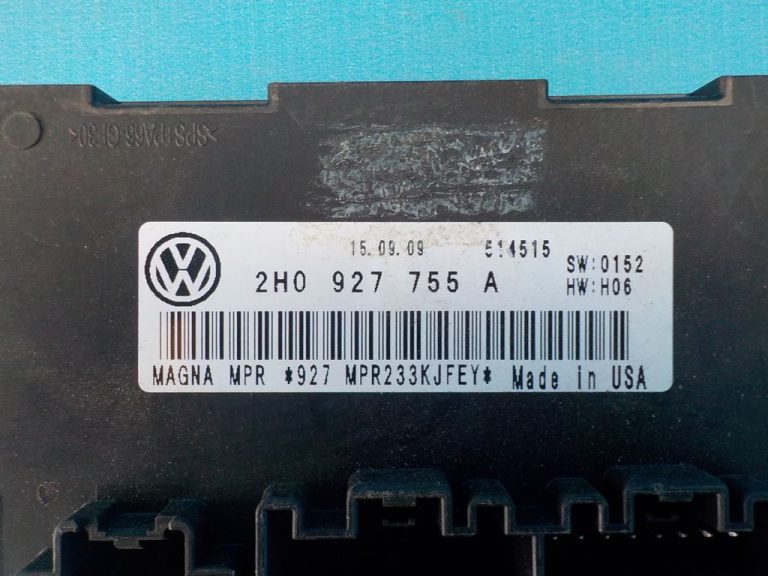 >SPS+PA66-GF30<
15.09.09 514515
SW:0152
VW 2H0 927 755 A
HW:H06
MAGNA MPR *927 MPR233KJFEY* Made in USA